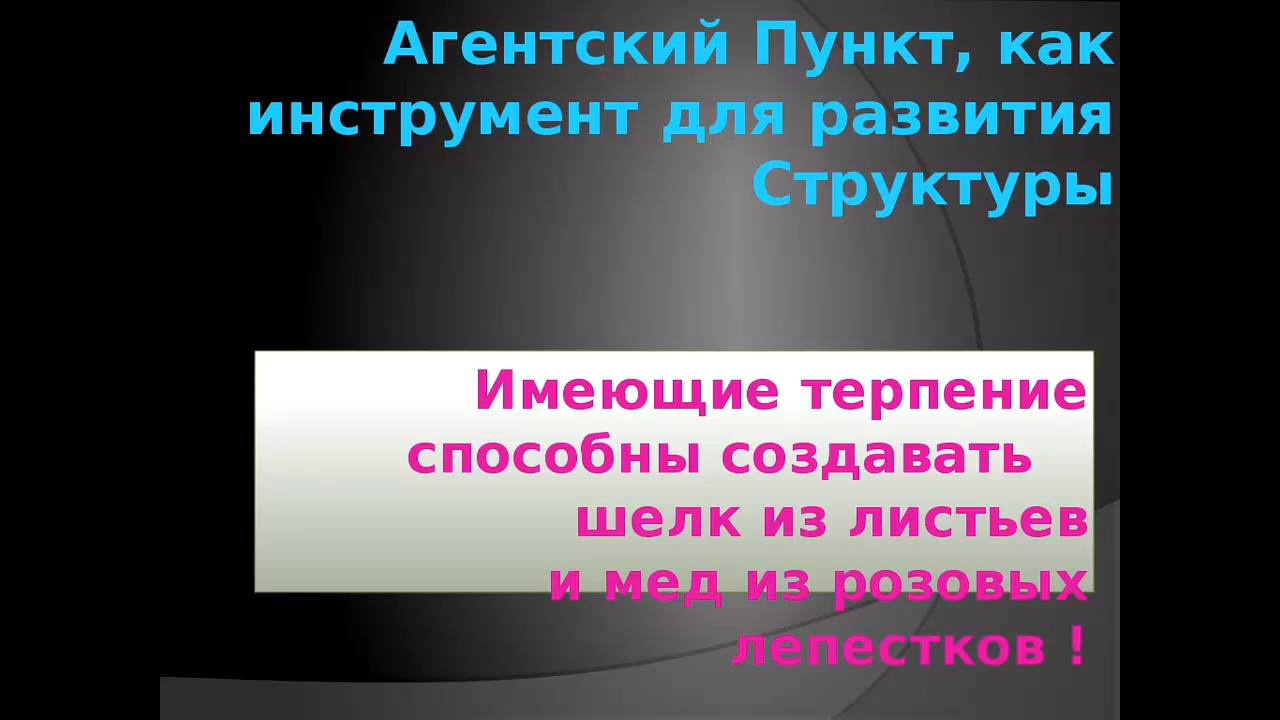 Агентский Пункт, как
инструмент для развития
Структуры
Имеющие терпение
способны создавать
шелк из листьев
и мед из розовых
лепестков !